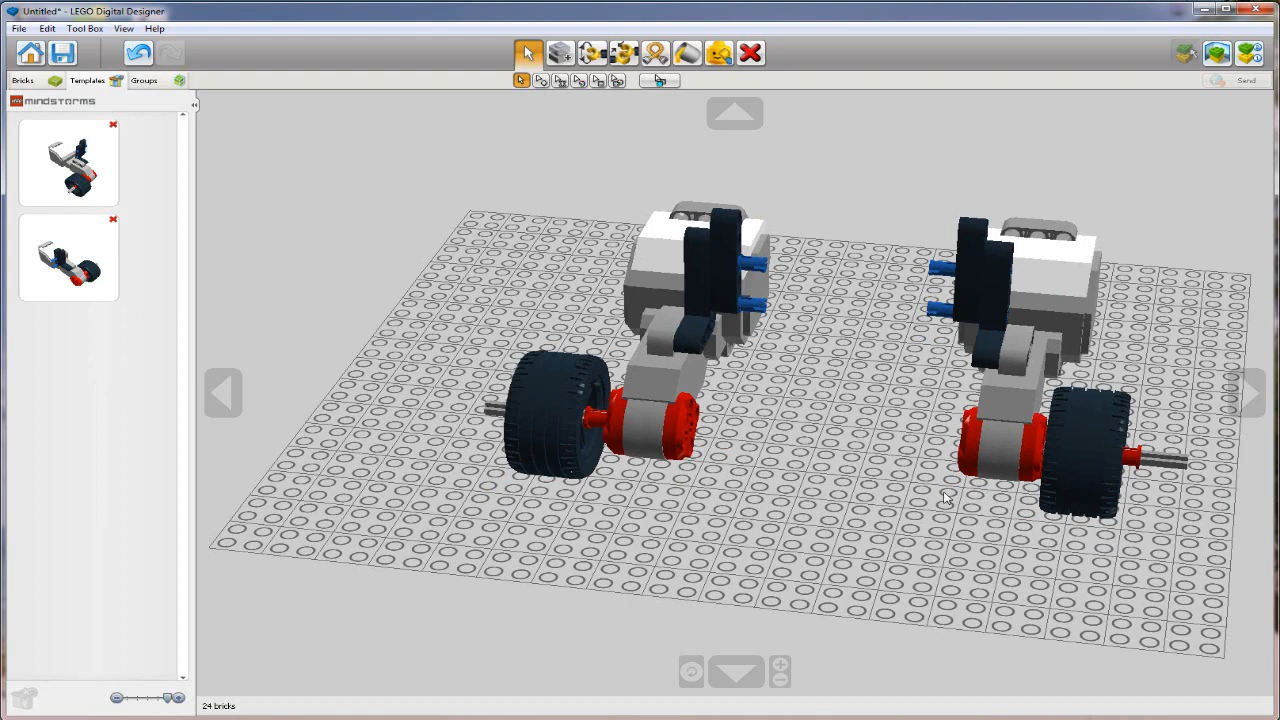 Untitled* - LEGO Digital Designer
File Edit Tool Box View Help
Bricks Templates Groups Send
mindstorms
24 bricks